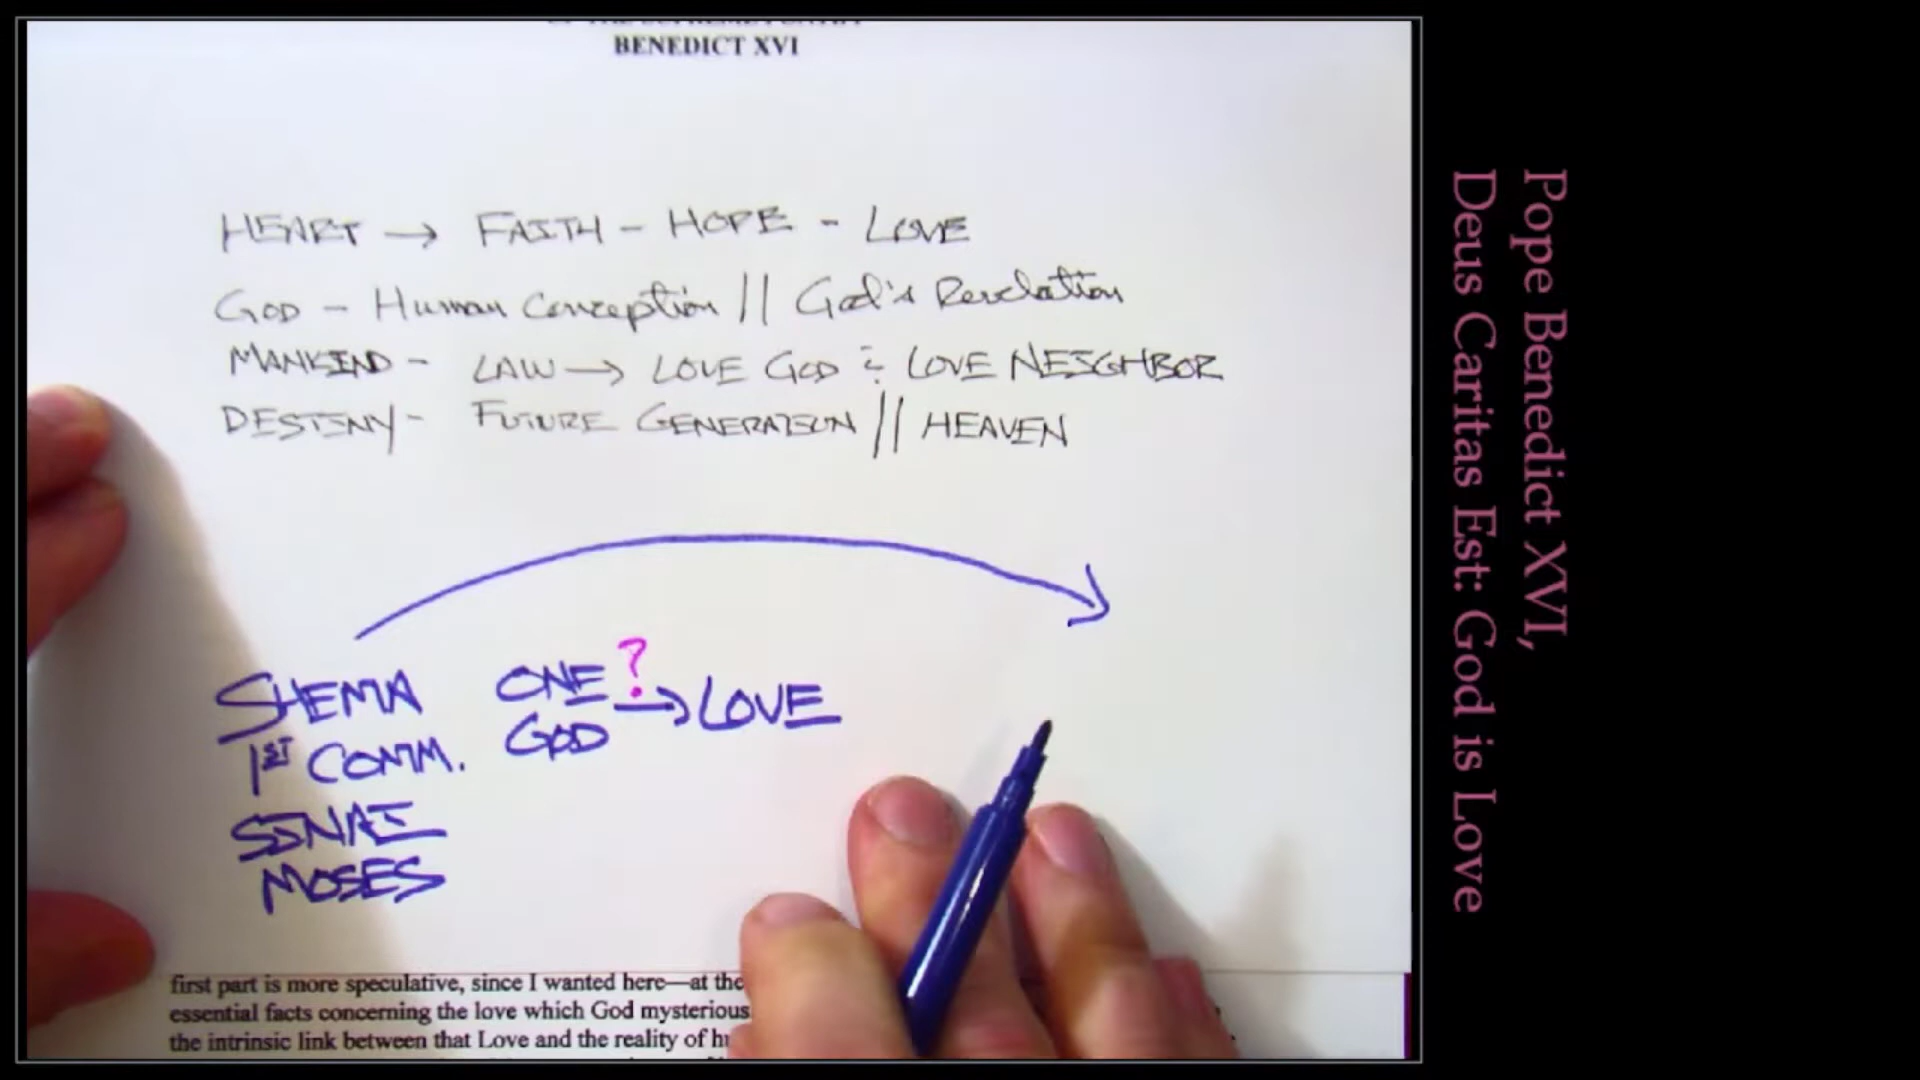 BENEDICT XVI
HEART → FAITH - HOPE - LOVE
GOD - Human Conception || God's Revelation
MANKIND - LAW → LOVE GOD & LOVE NEIGHBOR
DESTINY - FUTURE GENERATION || HEAVEN
SHEMA ONE ? → LOVE
1ST COMM. GOD
SINAI
MOSES
first part is more speculative, since I wanted here—at the
essential facts concerning the love which God
the intrinsic link between that Love and the reality of
Pope Benedict XVI,
Deus Caritas Est: God is Love